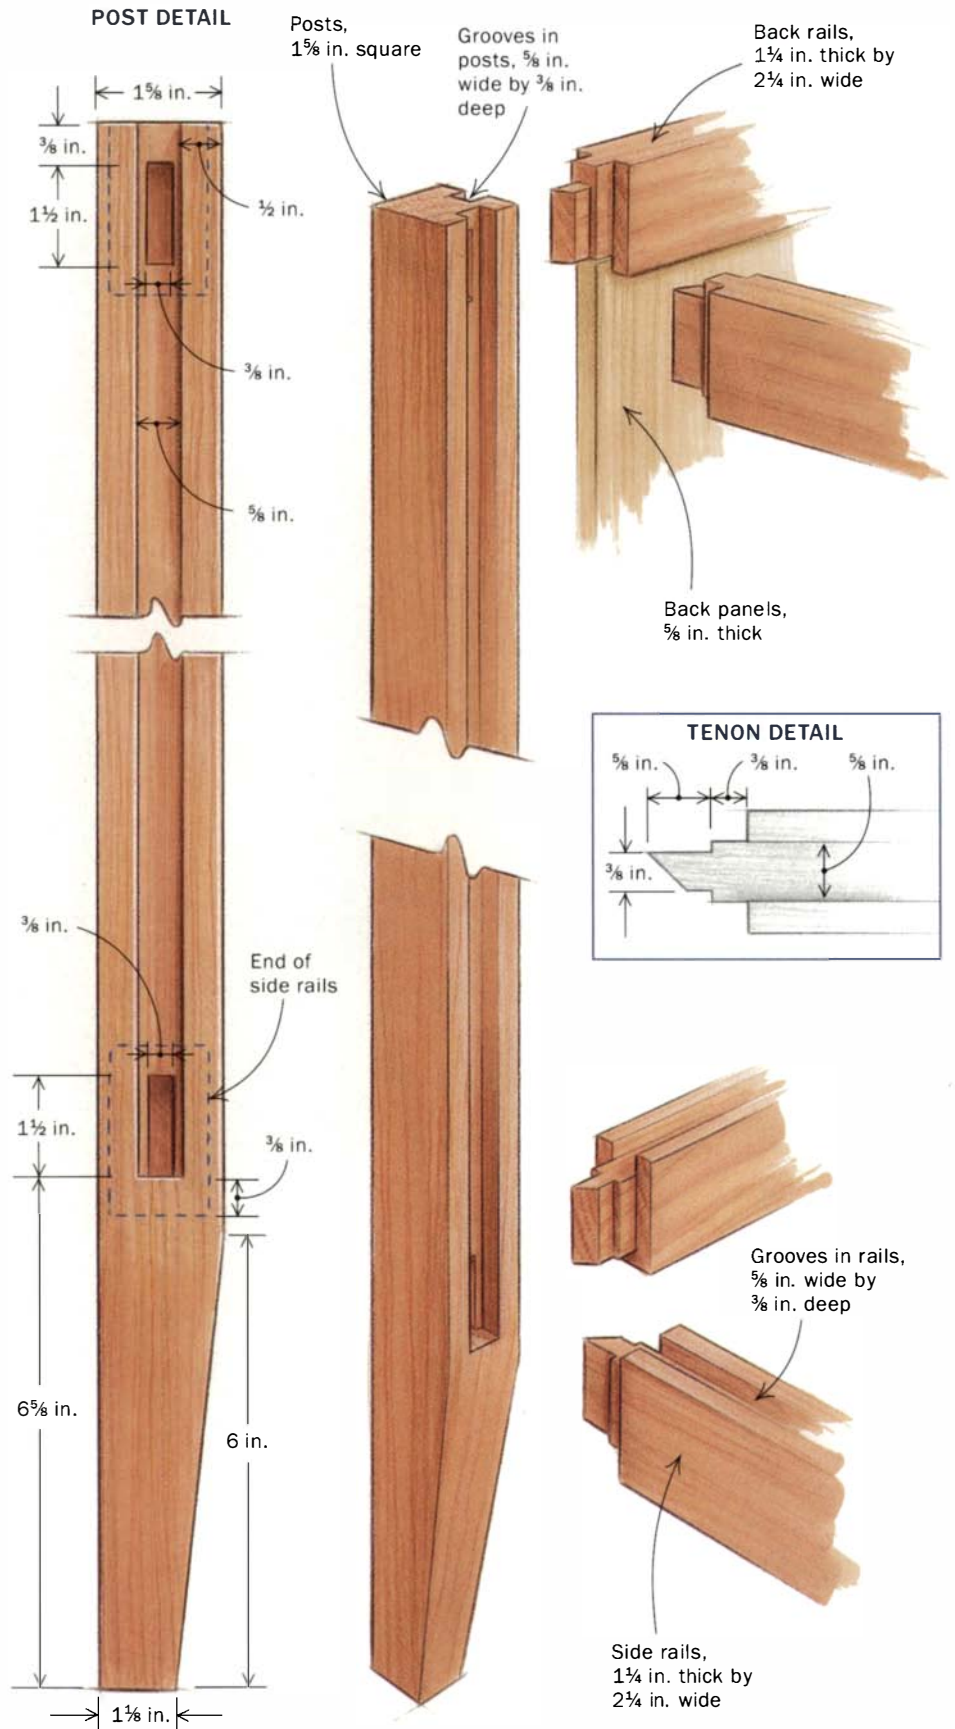 POST DETAIL
Posts,
1⅝ in. square
Grooves in
posts, ⅝ in.
wide by ⅜ in.
deep
Back rails,
1¼ in. thick by
2¼ in. wide
1⅝ in.
⅜ in.
1½ in.
½ in.
⅜ in.
⅝ in.
Back panels,
⅝ in. thick
TENON DETAIL
⅝ in.
⅜ in.
⅝ in.
⅜ in.
⅜ in.
End of
side rails
1½ in.
⅜ in.
Grooves in rails,
⅝ in. wide by
⅜ in. deep
6⅝ in.
6 in.
Side rails,
1¼ in. thick by
2¼ in. wide
1⅛ in.